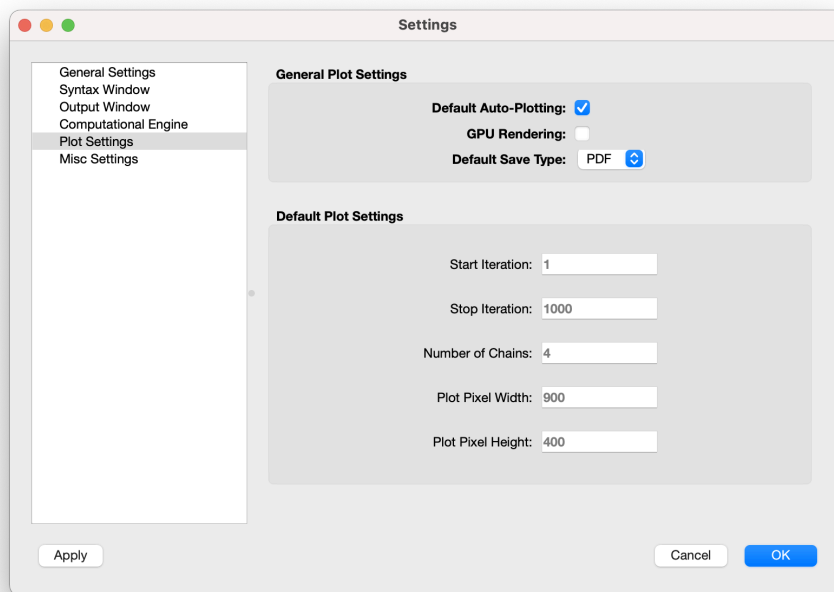 Settings
General Settings
Syntax Window
Output Window
Computational Engine
Plot Settings
Misc Settings
General Plot Settings
Default Auto-Plotting:
GPU Rendering:
Default Save Type: PDF
Default Plot Settings
Start Iteration: 1
Stop Iteration: 1000
Number of Chains: 4
Plot Pixel Width: 900
Plot Pixel Height: 400
Apply Cancel OK